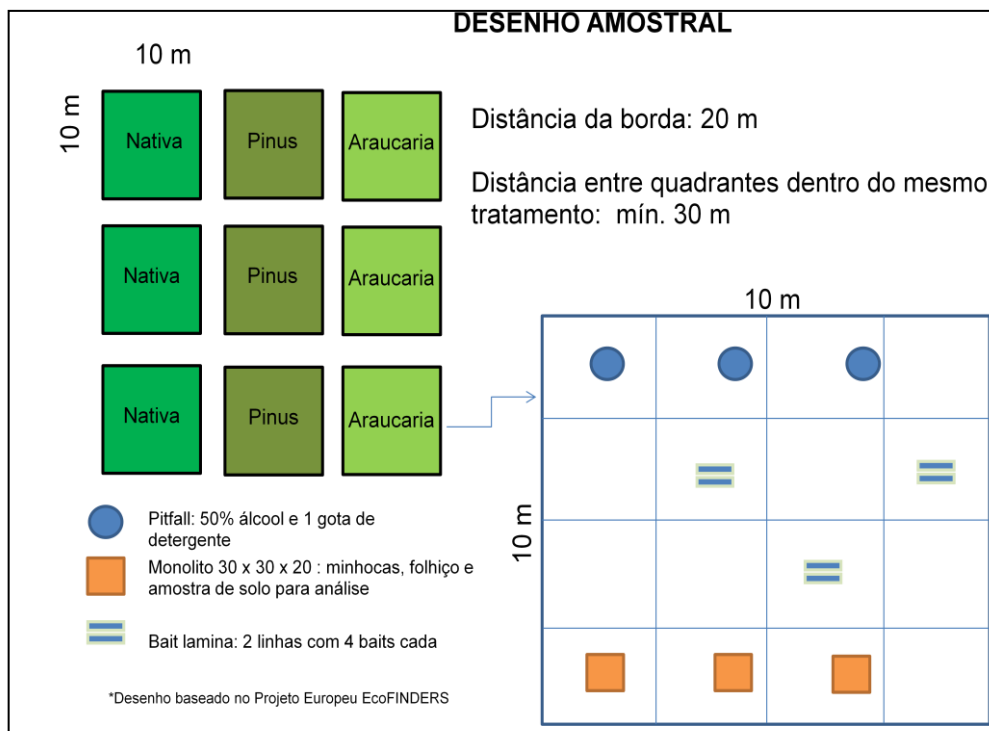 DESENHO AMOSTRAL
10 m
10 m
Nativa
Pinus
Araucaria
Distância da borda: 20 m
Distância entre quadrantes dentro do mesmo
tratamento: mín. 30 m
Nativa
Pinus
Araucaria
Nativa
Pinus
Araucaria
10 m
10 m
Pitfall: 50% álcool e 1 gota de
detergente
Monolito 30 x 30 x 20 : minhocas, folhiço e
amostra de solo para análise
Bait lamina: 2 linhas com 4 baits cada
*Desenho baseado no Projeto Europeu EcoFINDERS